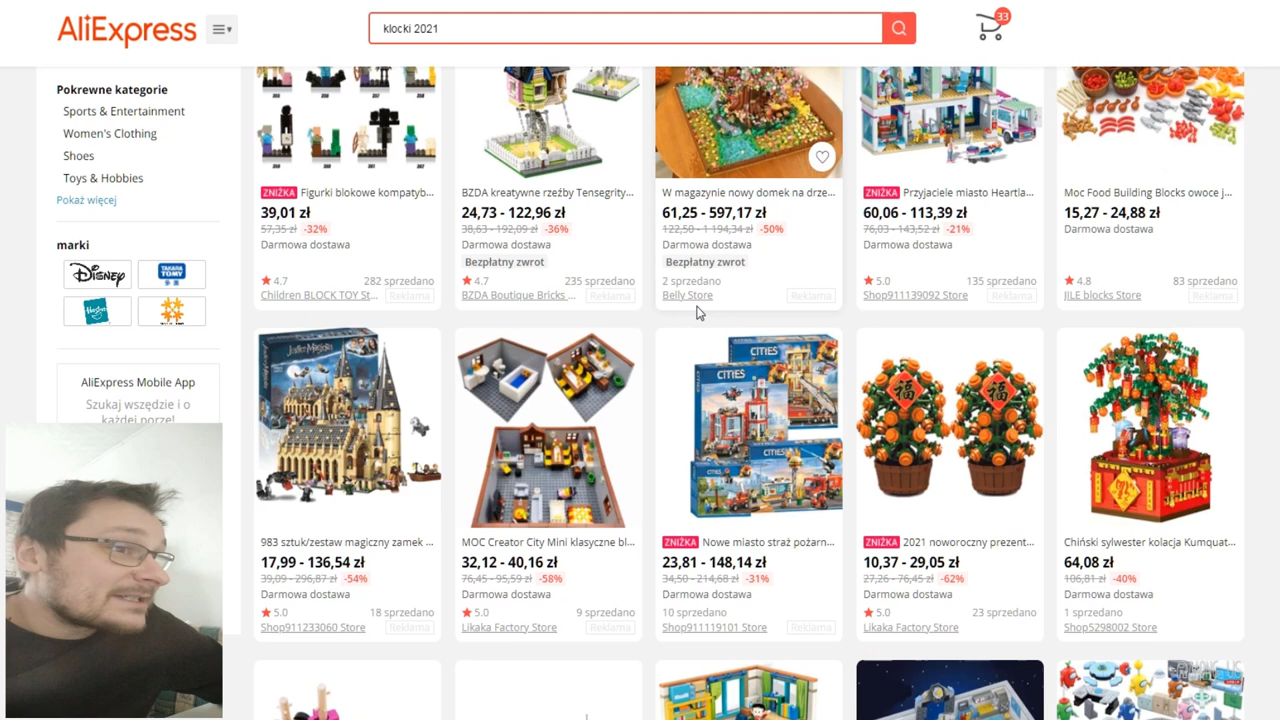 AliExpress
klocki 2021
33
Pokrewne kategorie
Sports & Entertainment
Women's Clothing
Shoes
Toys & Hobbies
Pokaż więcej
marki
Disney
TAKARA TOMY
Hasbro
AliExpress Mobile App
Szukaj wszędzie i o
każdej porze!
ZNIŻKA Figurki blokowe kompatyb...
39,01 zł
57,35 zł -32%
Darmowa dostawa
4.7 282 sprzedano
Children BLOCK TOY St... Reklama
BZDA kreatywne rzeźby Tensegrity...
24,73 - 122,96 zł
38,63 - 192,09 zł -36%
Darmowa dostawa
Bezpłatny zwrot
4.7 235 sprzedano
BZDA Boutique Bricks ... Reklama
W magazynie nowy domek na drze...
61,25 - 597,17 zł
122,50 - 1 194,34 zł -50%
Darmowa dostawa
Bezpłatny zwrot
2 sprzedano
Belly Store Reklama
ZNIŻKA Przyjaciele miasto Heartla...
60,06 - 113,39 zł
76,03 - 143,52 zł -21%
Darmowa dostawa
5.0 135 sprzedano
Shop911139092 Store Reklama
Moc Food Building Blocks owoce j...
15,27 - 24,88 zł
Darmowa dostawa
4.8 83 sprzedano
JILE blocks Store Reklama
983 sztuk/zestaw magiczny zamek ...
17,99 - 136,54 zł
39,09 - 296,87 zł -54%
Darmowa dostawa
5.0 18 sprzedano
Shop911233060 Store Reklama
MOC Creator City Mini klasyczne bl...
32,12 - 40,16 zł
76,45 - 95,59 zł -58%
Darmowa dostawa
5.0 9 sprzedano
Likaka Factory Store Reklama
CITIES
CITIES
CITIES
ZNIŻKA Nowe miasto straż pożarn...
23,81 - 148,14 zł
34,50 - 214,68 zł -31%
Darmowa dostawa
10 sprzedano
Shop911119101 Store Reklama
福
福
ZNIŻKA 2021 noworoczny prezent...
10,37 - 29,05 zł
27,26 - 76,45 zł -62%
Darmowa dostawa
5.0 23 sprzedano
Likaka Factory Store
Chiński sylwester kolacja Kumquat...
64,08 zł
106,81 zł -40%
Darmowa dostawa
1 sprzedano
Shop5298002 Store